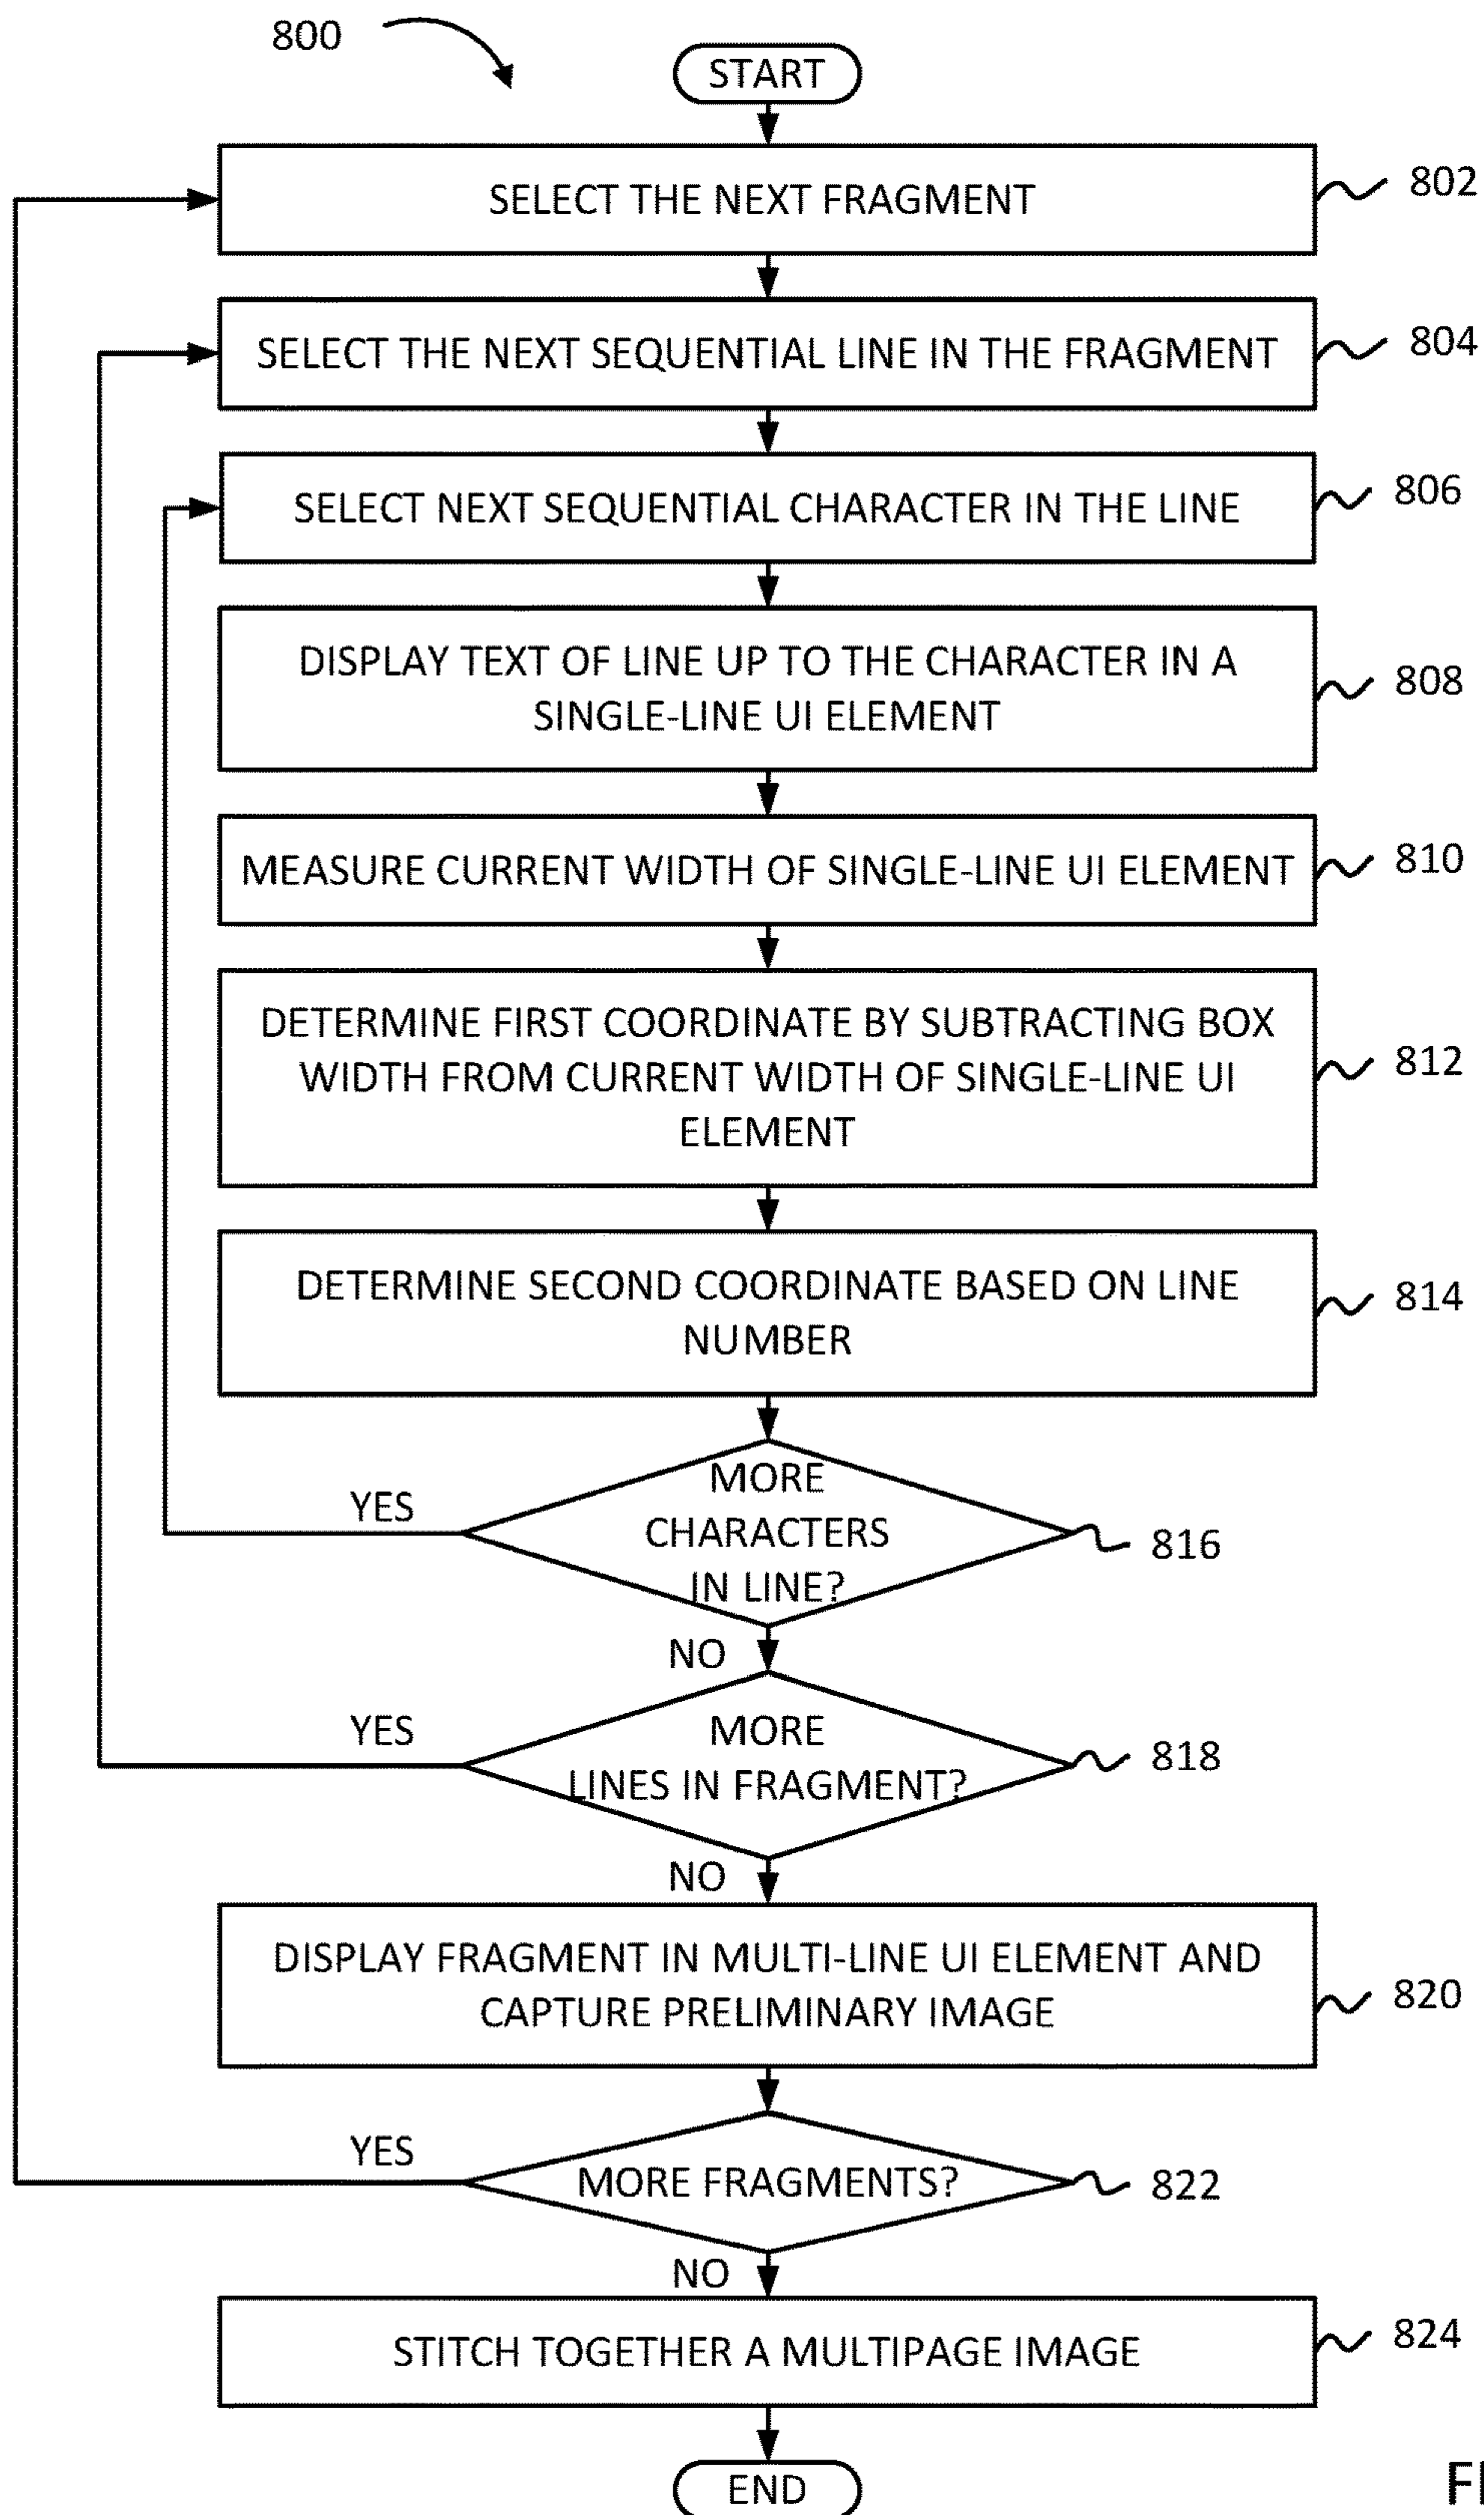 800
START
SELECT THE NEXT FRAGMENT
802
SELECT THE NEXT SEQUENTIAL LINE IN THE FRAGMENT
804
SELECT NEXT SEQUENTIAL CHARACTER IN THE LINE
806
DISPLAY TEXT OF LINE UP TO THE CHARACTER IN A
SINGLE-LINE UI ELEMENT
808
MEASURE CURRENT WIDTH OF SINGLE-LINE UI ELEMENT
810
DETERMINE FIRST COORDINATE BY SUBTRACTING BOX
WIDTH FROM CURRENT WIDTH OF SINGLE-LINE UI
ELEMENT
812
DETERMINE SECOND COORDINATE BASED ON LINE
NUMBER
814
MORE
CHARACTERS
IN LINE?
816
YES
NO
MORE
LINES IN FRAGMENT?
818
YES
NO
DISPLAY FRAGMENT IN MULTI-LINE UI ELEMENT AND
CAPTURE PRELIMINARY IMAGE
820
MORE FRAGMENTS?
822
YES
NO
STITCH TOGETHER A MULTIPAGE IMAGE
824
END